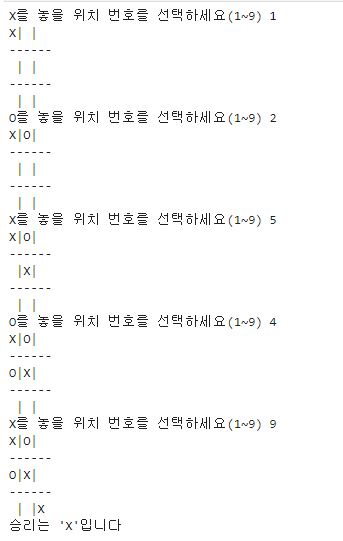 X를 놓을 위치 번호를 선택하세요(1~9) 1
X| |
------
 | |
------
 | |
O를 놓을 위치 번호를 선택하세요(1~9) 2
X|O|
------
 | |
------
 | |
X를 놓을 위치 번호를 선택하세요(1~9) 5
X|O|
------
 |X|
------
 | |
O를 놓을 위치 번호를 선택하세요(1~9) 4
X|O|
------
O|X|
------
 | |
X를 놓을 위치 번호를 선택하세요(1~9) 9
X|O|
------
O|X|
------
 | |X
승리는 'X'입니다